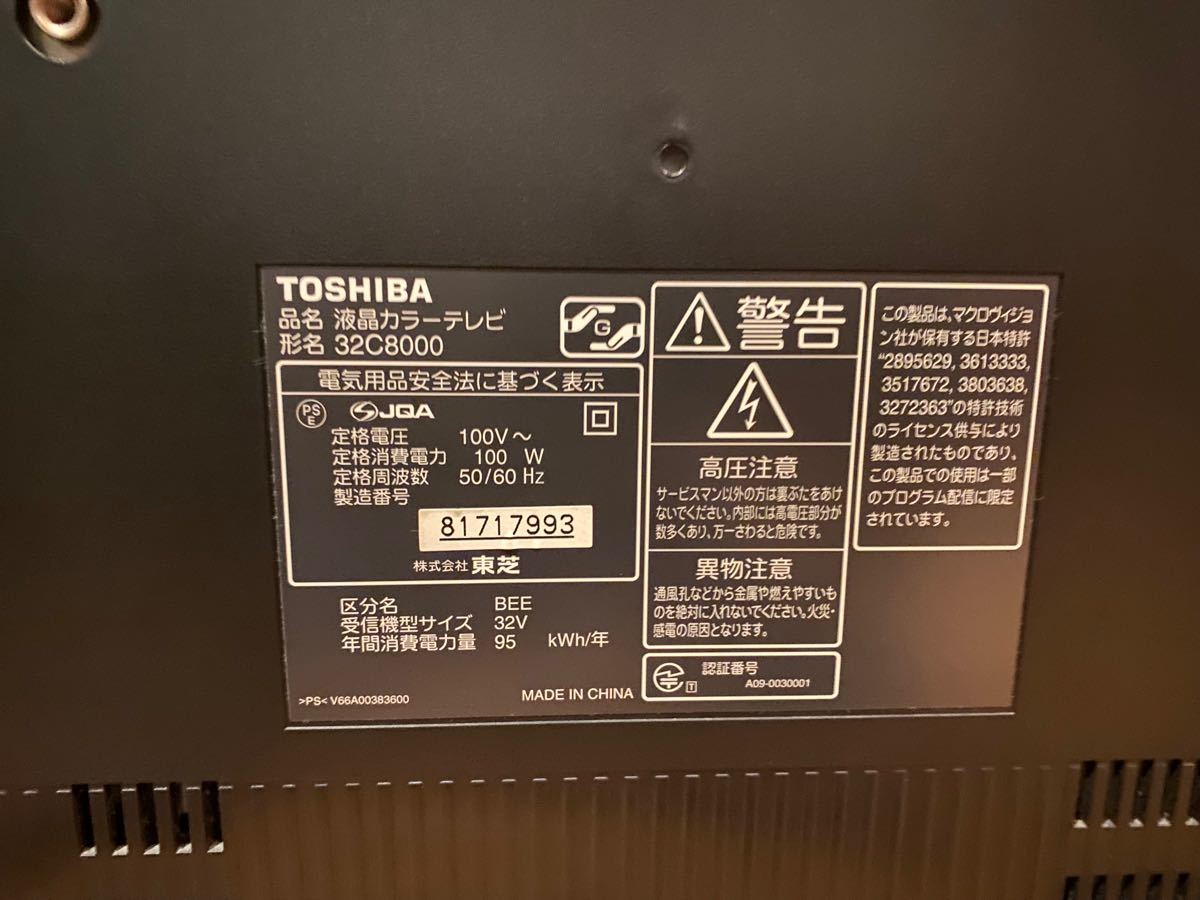 TOSHIBA
品名 液晶カラーテレビ
形名 32C8000
G
電気用品安全法に基づく表示
PS
E
JQA
定格電圧 100V～
定格消費電力 100 W
定格周波数 50/60 Hz
製造番号
81717993
株式会社 東芝
区分名 BEE
受信機型サイズ 32V
年間消費電力量 95 kWh/年
>PS< V66A00383600
MADE IN CHINA
警告
高圧注意
サービスマン以外の方は裏ぶたをあけ
ないでください。内部には高電圧部分が
数多くあり、万一さわると危険です。
異物注意
通風孔などから金属や燃えやすいも
のを絶対に入れないでください。火災・
感電の原因となります。
T
認証番号
A09-0030001
この製品は、マクロヴィジョ
ン社が保有する日本特許
“2895629, 3613333,
3517672, 3803638,
3272363”の特許技術
のライセンス供与により
製造されたものであり、
この製品での使用は一部
のプログラム配信に限定
されています。